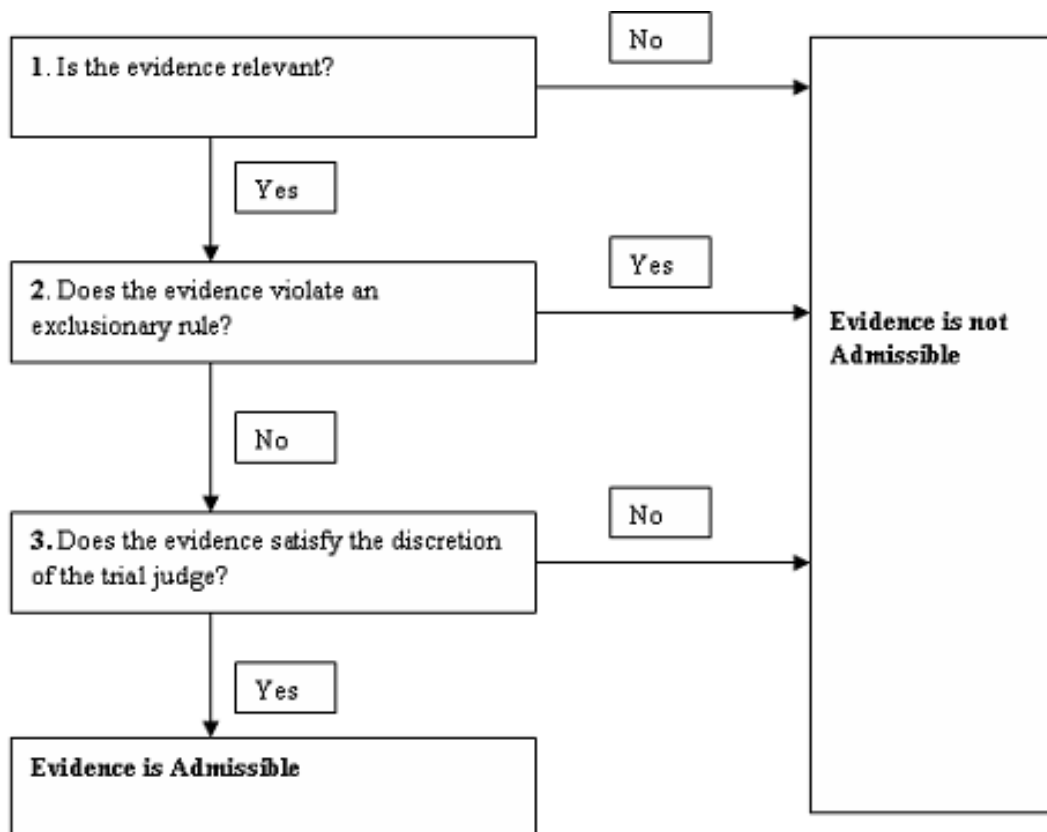 No
1. Is the evidence relevant?
Yes
2. Does the evidence violate an
exclusionary rule?
Yes
Evidence is not
Admissible
No
3. Does the evidence satisfy the discretion
of the trial judge?
No
Yes
Evidence is Admissible